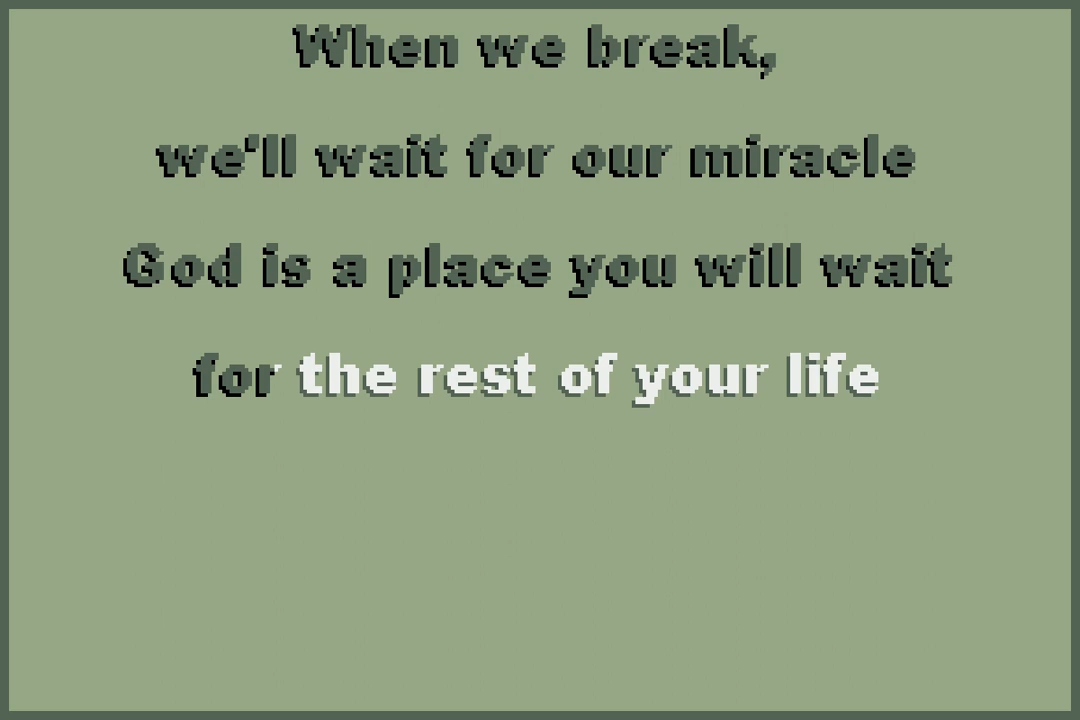 When we break,
we'll wait for our miracle
God is a place you will wait
for the rest of your life